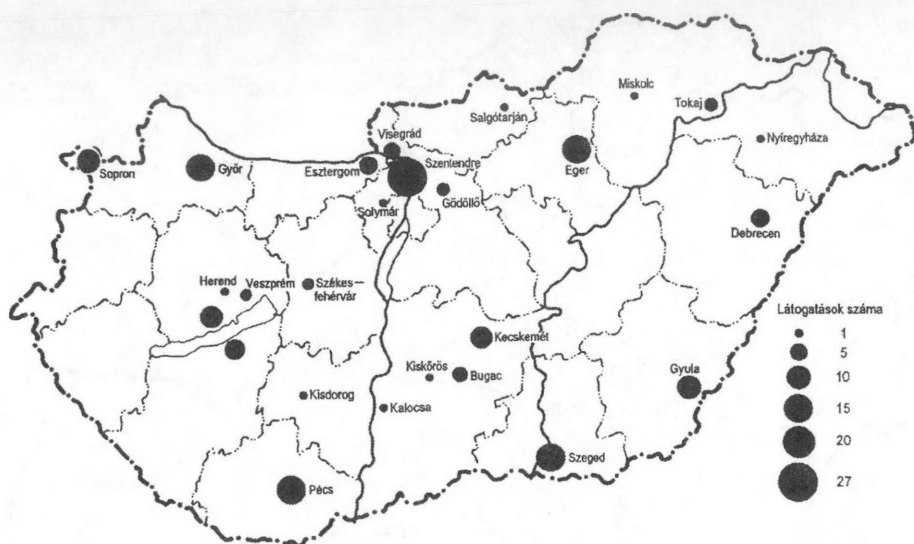 Miskolc
Tokaj
Salgótarján
Nyíregyháza
Visegrád
Sopron
Győr
Esztergom
Szentendre
Eger
Solymár
Gödöllő
Debrecen
Herend
Veszprém
Székes-
fehérvár
Látogatások száma
1
5
10
15
20
27
Kecskemét
Kiskőrös
Bugac
Gyula
Kisdorog
Kalocsa
Szeged
Pécs